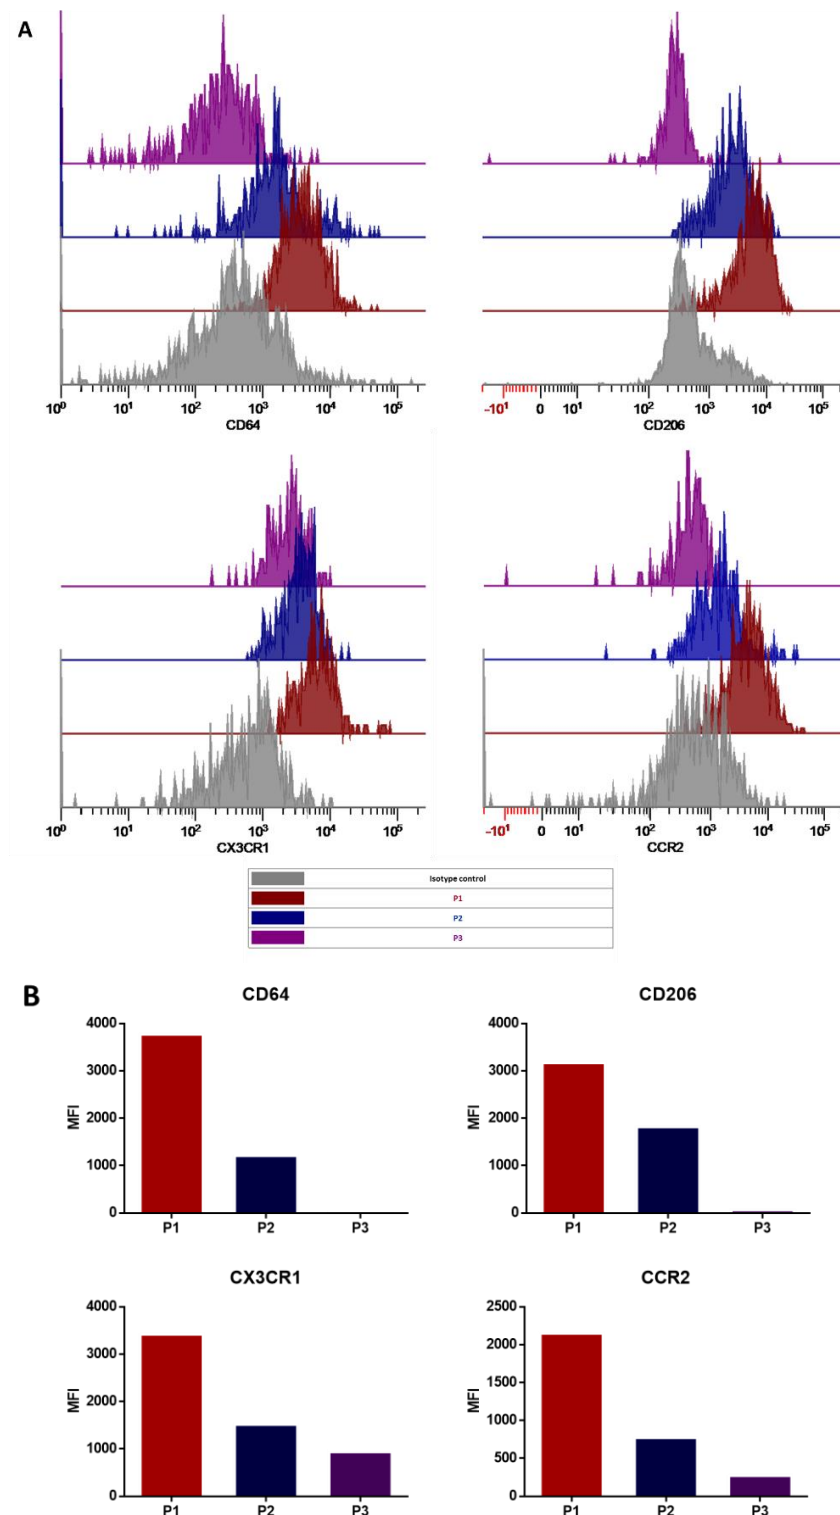 A
10⁰ 10¹ 10² 10³ 10⁴ 10⁵
CD64
-10¹ 0 10¹ 10² 10³ 10⁴ 10⁵
CD206
10⁰ 10¹ 10² 10³ 10⁴ 10⁵
CX3CR1
-10¹ 0 10¹ 10² 10³ 10⁴ 10⁵
CCR2
Isotype control
P1
P2
P3
B
CD64
MFI
4000
3000
2000
1000
0
P1 P2 P3
CD206
MFI
4000
3000
2000
1000
0
P1 P2 P3
CX3CR1
MFI
4000
3000
2000
1000
0
P1 P2 P3
CCR2
MFI
2500
2000
1500
1000
500
0
P1 P2 P3